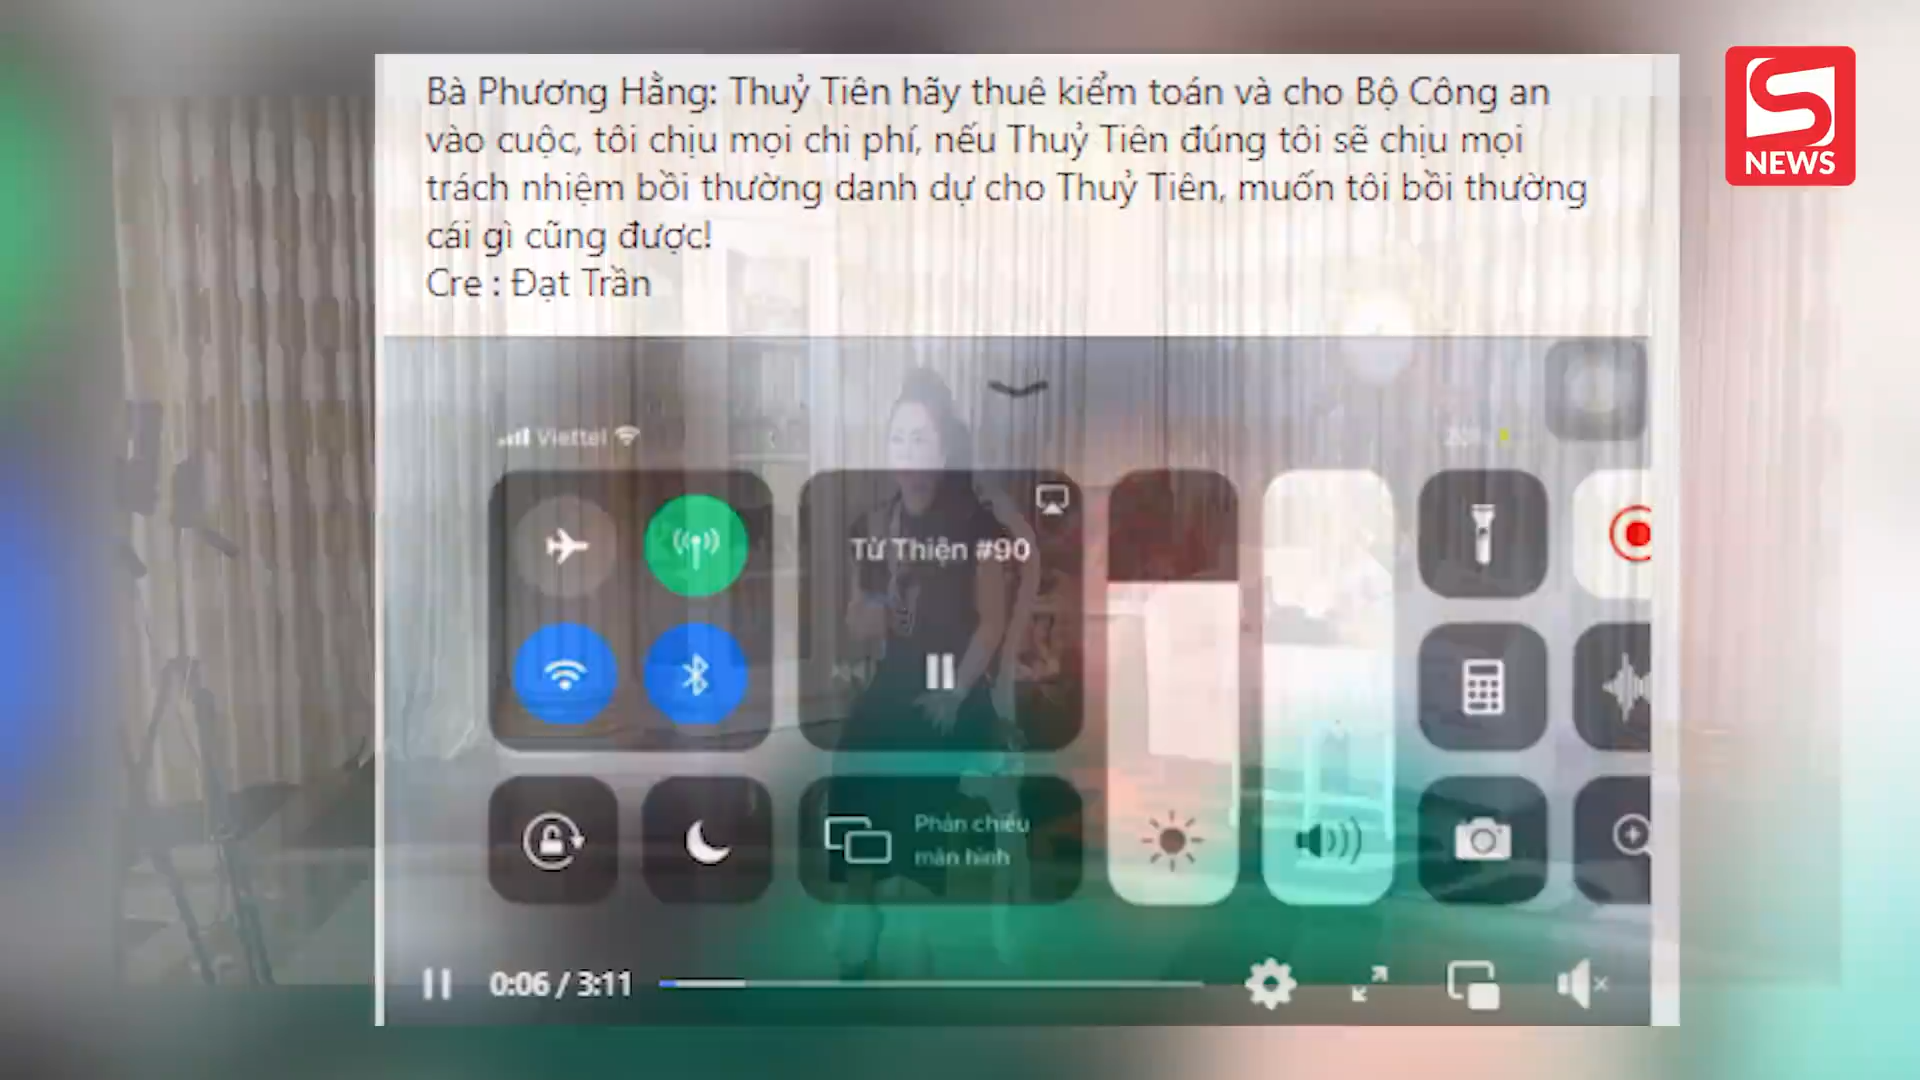 Bà Phương Hằng: Thuỷ Tiên hãy thuê kiểm toán và cho Bộ Công an
vào cuộc, tôi chịu mọi chi phí, nếu Thuỷ Tiên đúng tôi sẽ chịu mọi
trách nhiệm bồi thường danh dự cho Thuỷ Tiên, muốn tôi bồi thường
cái gì cũng được!
Cre : Đạt Trần
S
NEWS
Viettel
Từ Thiện #90
Phản chiếu
màn hình
0:06 / 3:11